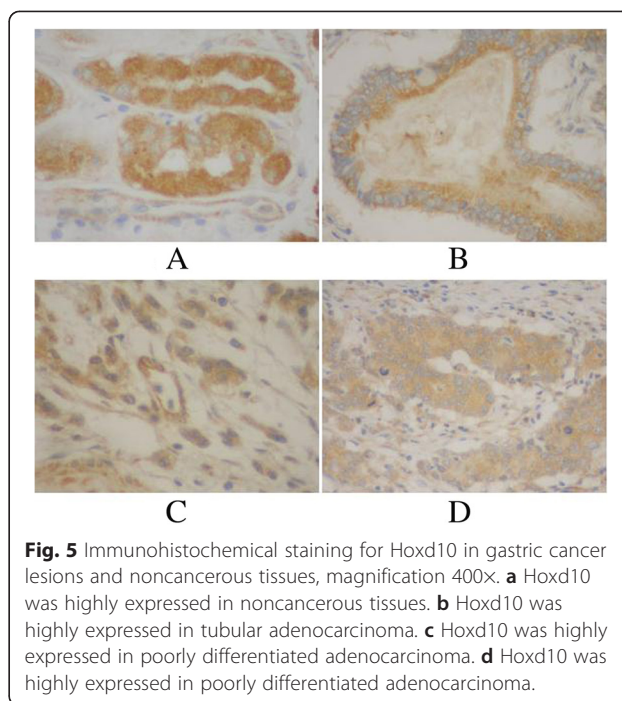 A
B
C
D
Fig. 5 Immunohistochemical staining for Hoxd10 in gastric cancer
lesions and noncancerous tissues, magnification 400×. a Hoxd10
was highly expressed in noncancerous tissues. b Hoxd10 was
highly expressed in tubular adenocarcinoma. c Hoxd10 was highly
expressed in poorly differentiated adenocarcinoma. d Hoxd10 was
highly expressed in poorly differentiated adenocarcinoma.